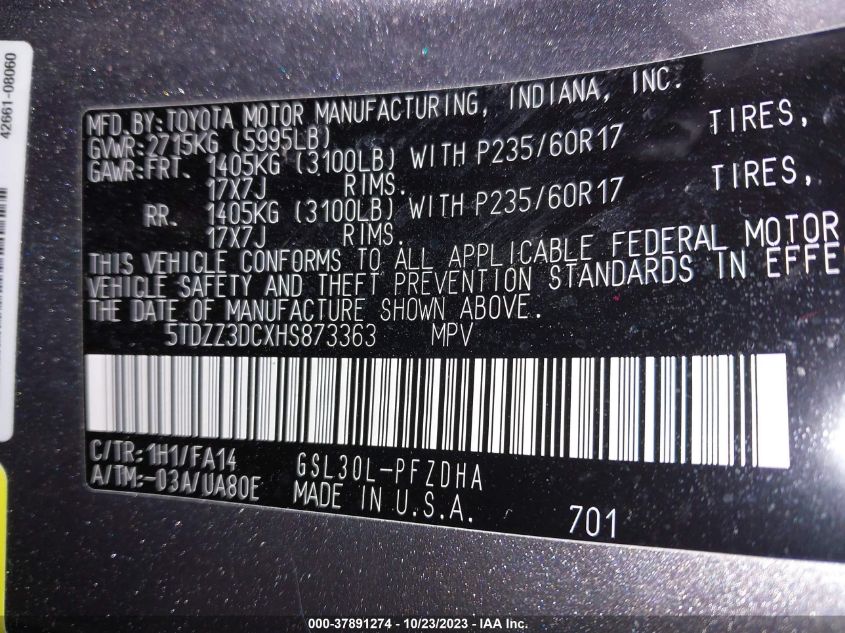 42661-08060
MFD.BY:TOYOTA MOTOR MANUFACTURING, INDIANA, INC.
GVWR:2715KG (5995LB)
GAWR:FRT. 1405KG (3100LB) WITH P235/60R17 TIRES,
17X7J RIMS.
RR. 1405KG (3100LB) WITH P235/60R17 TIRES,
17X7J RIMS.
THIS VEHICLE CONFORMS TO ALL APPLICABLE FEDERAL MOTOR
VEHICLE SAFETY AND THEFT PREVENTION STANDARDS IN EFFE
THE DATE OF MANUFACTURE SHOWN ABOVE.
5TDZZ3DCXHS873363 MPV
C/TR:1H1/FA14 GSL30L-PFZDHA
A/TM:-03A/UA80E MADE IN U.S.A. 701
000-37891274 - 10/23/2023 - IAA Inc.